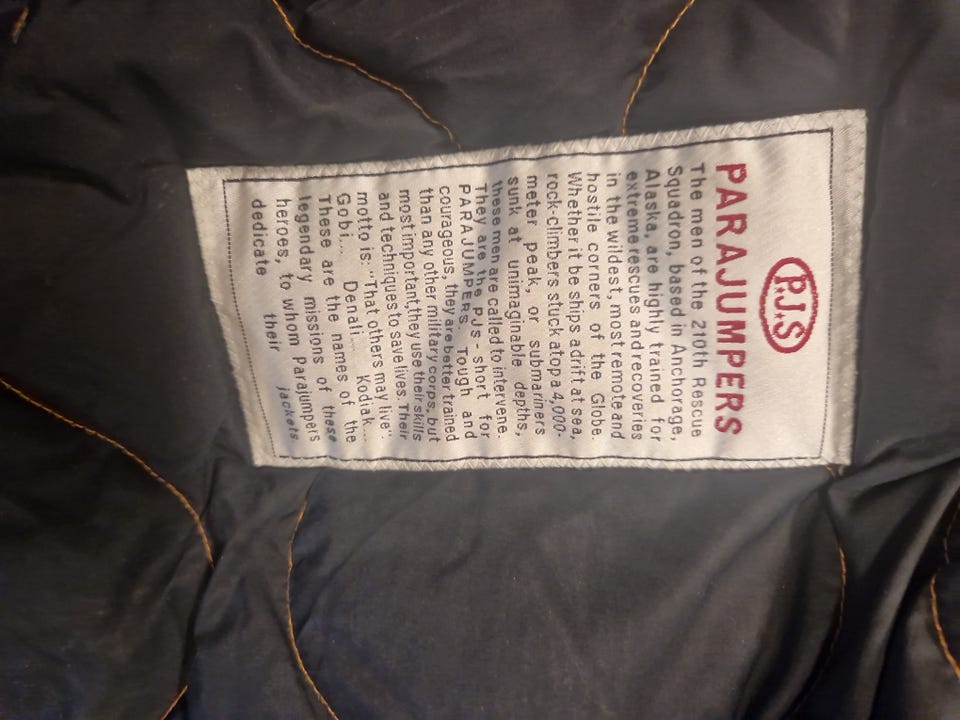 P.J.S
PARAJUMPERS
The men of the 210th Rescue
Squadron, based in Anchorage,
Alaska, are highly trained for
extreme rescues and recoveries
in the wildest, most remote and
hostile corners of the Globe.
Whether it be ships adrift at sea,
rock-climbers stuck atop a 4,000-
meter peak, or submariners
sunk at unimaginable depths,
these men are called to intervene.
They are the PJs - short for
PARAJUMPERS. Tough and
courageous, they are better trained
than any other military corps, but
most important, they use their skills
and techniques to save lives. Their
motto is: "That others may live".
Gobi... Denali... Kodiak...
These are the names of the
legendary missions of these
heroes, to whom Parajumpers
dedicate their jackets